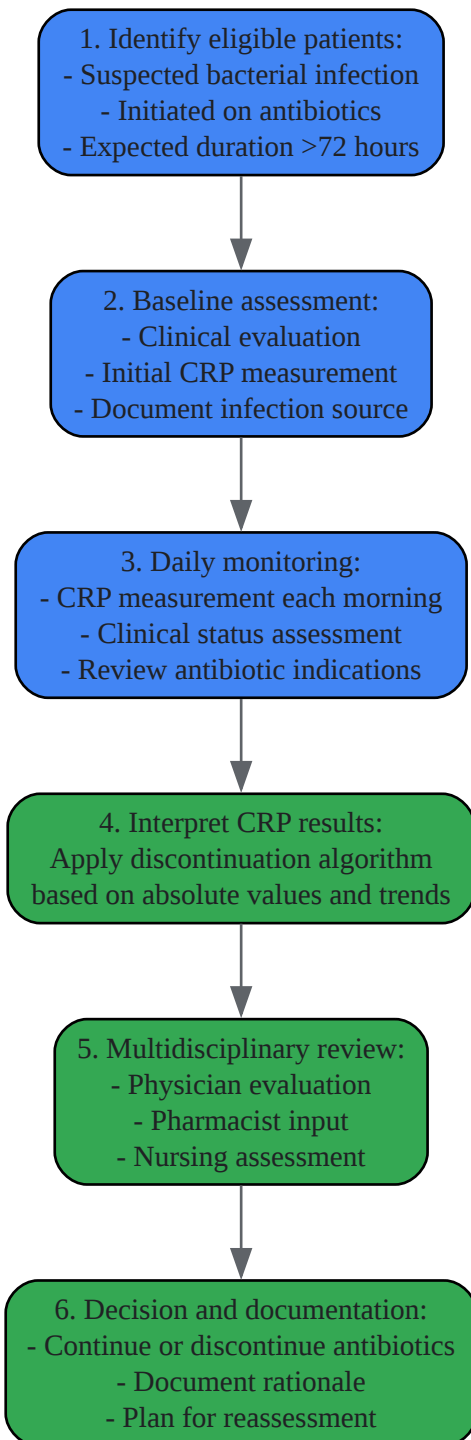 1. Identify eligible patients:
- Suspected bacterial infection
- Initiated on antibiotics
- Expected duration >72 hours
2. Baseline assessment:
- Clinical evaluation
- Initial CRP measurement
- Document infection source
3. Daily monitoring:
- CRP measurement each morning
- Clinical status assessment
- Review antibiotic indications
4. Interpret CRP results:
Apply discontinuation algorithm
based on absolute values and trends
5. Multidisciplinary review:
- Physician evaluation
- Pharmacist input
- Nursing assessment
6. Decision and documentation:
- Continue or discontinue antibiotics
- Document rationale
- Plan for reassessment